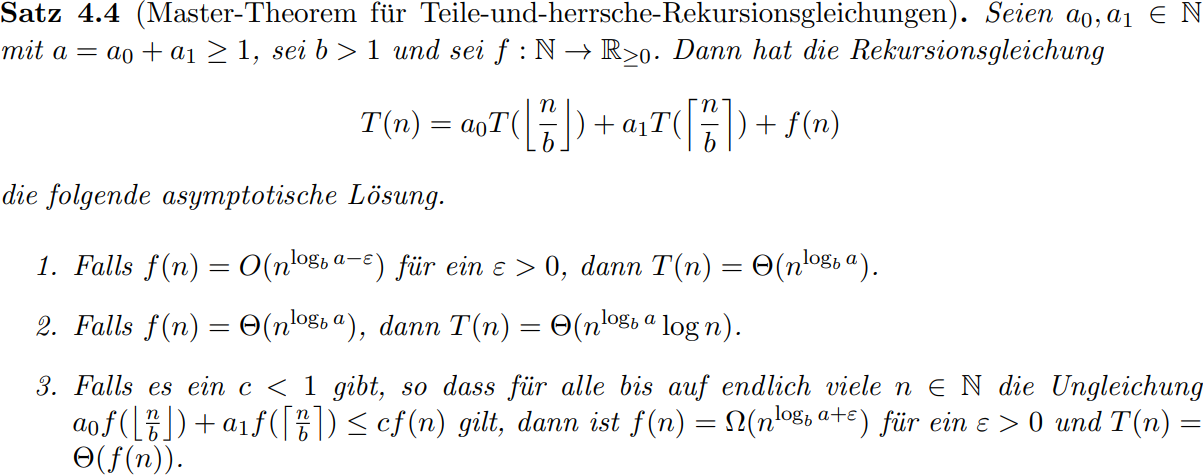 Satz 4.4 (Master-Theorem für Teile-und-herrsche-Rekursionsgleichungen). Seien a₀, a₁ ∈ ℕ
mit a = a₀ + a₁ ≥ 1, sei b > 1 und sei f : ℕ → ℝ≥0. Dann hat die Rekursionsgleichung
T(n) = a₀T(⌊n/b⌋) + a₁T(⌈n/b⌉) + f(n)
die folgende asymptotische Lösung.
1. Falls f(n) = O(n^{log_b a−ε}) für ein ε > 0, dann T(n) = Θ(n^{log_b a}).
2. Falls f(n) = Θ(n^{log_b a}), dann T(n) = Θ(n^{log_b a} log n).
3. Falls es ein c < 1 gibt, so dass für alle bis auf endlich viele n ∈ ℕ die Ungleichung
a₀f(⌊n/b⌋) + a₁f(⌈n/b⌉) ≤ cf(n) gilt, dann ist f(n) = Ω(n^{log_b a+ε}) für ein ε > 0 und T(n) =
Θ(f(n)).